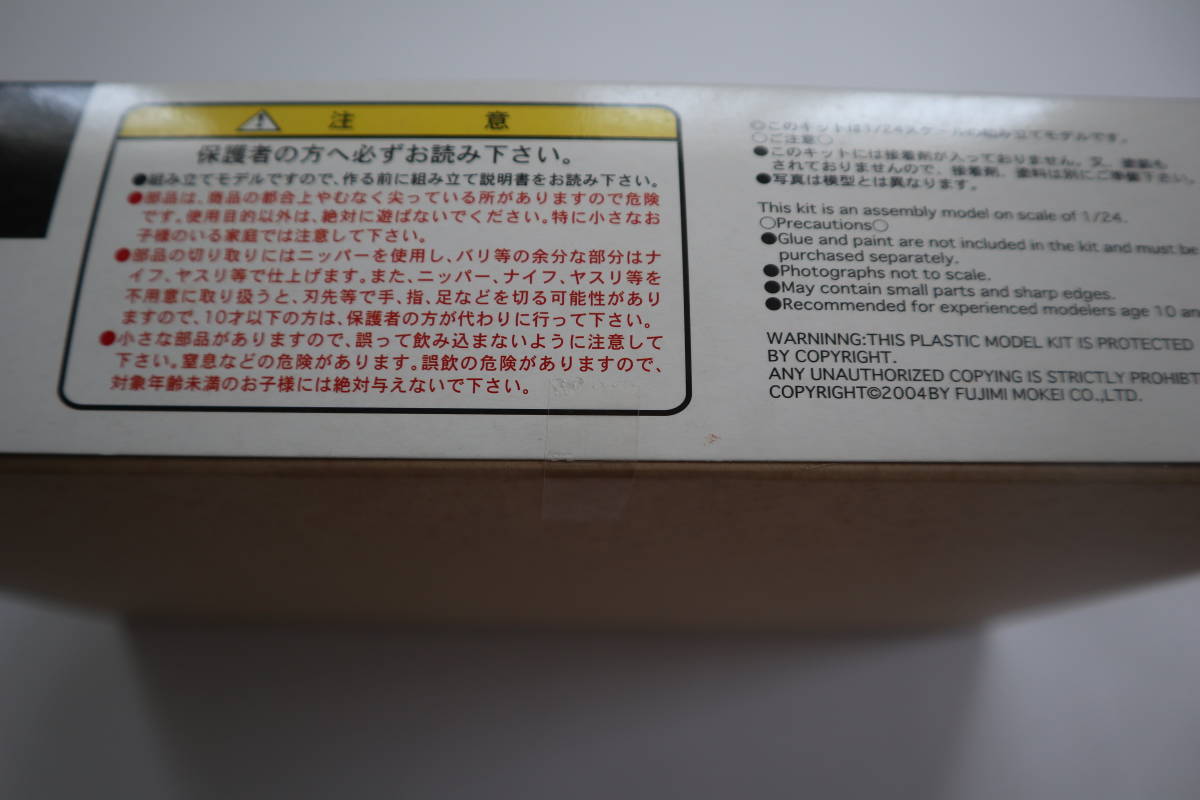 ⚠ 注 意
保護者の方へ必ずお読み下さい。
●組み立てモデルですので、作る前に組み立て説明書をお読み下さい。
●部品は、商品の都合上やむなく尖っている所がありますので危険
です。使用目的以外は、絶対に遊ばないでください。特に小さなお
子様のいる家庭では注意して下さい。
●部品の切り取りにはニッパーを使用し、バリ等の余分な部分はナ
イフ、ヤスリ等で仕上げます。また、ニッパー、ナイフ、ヤスリ等を
不用意に取り扱うと、刃先等で手、指、足などを切る可能性があり
ますので、10才以下の方は、保護者の方が代わりに行って下さい。
●小さな部品がありますので、誤って飲み込まないように注意して
下さい。窒息などの危険があります。誤飲の危険がありますので、
対象年齢未満のお子様には絶対与えないで下さい。
◎このキットは1/24スケールの組み立てモデルです。
○ご注意○
●このキットには接着剤が入っておりません。又、塗装も
されておりませんので、接着剤、塗料は別にご準備下さい。
●写真は模型とは異なります。
This kit is an assembly model on scale of 1/24.
○Precautions○
●Glue and paint are not included in the kit and must be
purchased separately.
●Photographs not to scale.
●May contain small parts and sharp edges.
●Recommended for experienced modelers age 10 an
WARNINNG:THIS PLASTIC MODEL KIT IS PROTECTED
BY COPYRIGHT.
ANY UNAUTHORIZED COPYING IS STRICTLY PROHIBT
COPYRIGHT©2004BY FUJIMI MOKEI CO.,LTD.